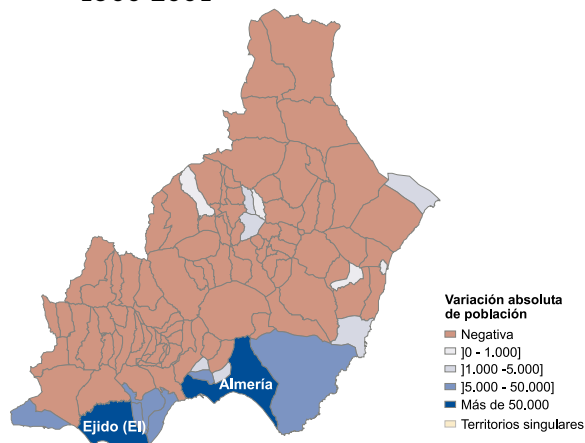 Almería
Ejido (El)
Variación absoluta
de población
Negativa
]0 - 1.000]
]1.000 -5.000]
]5.000 - 50.000]
Más de 50.000
Territorios singulares